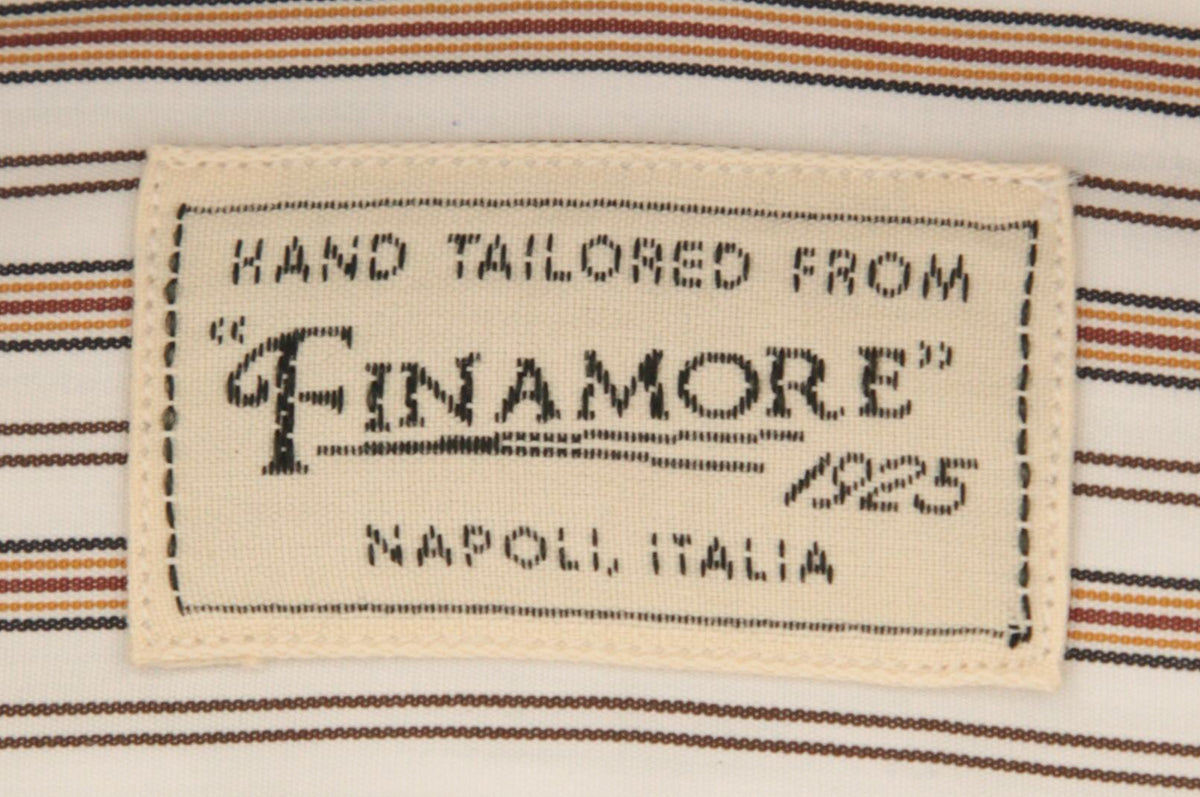 HAND TAILORED FROM
“FINAMORE”
1925
NAPOLI, ITALIA